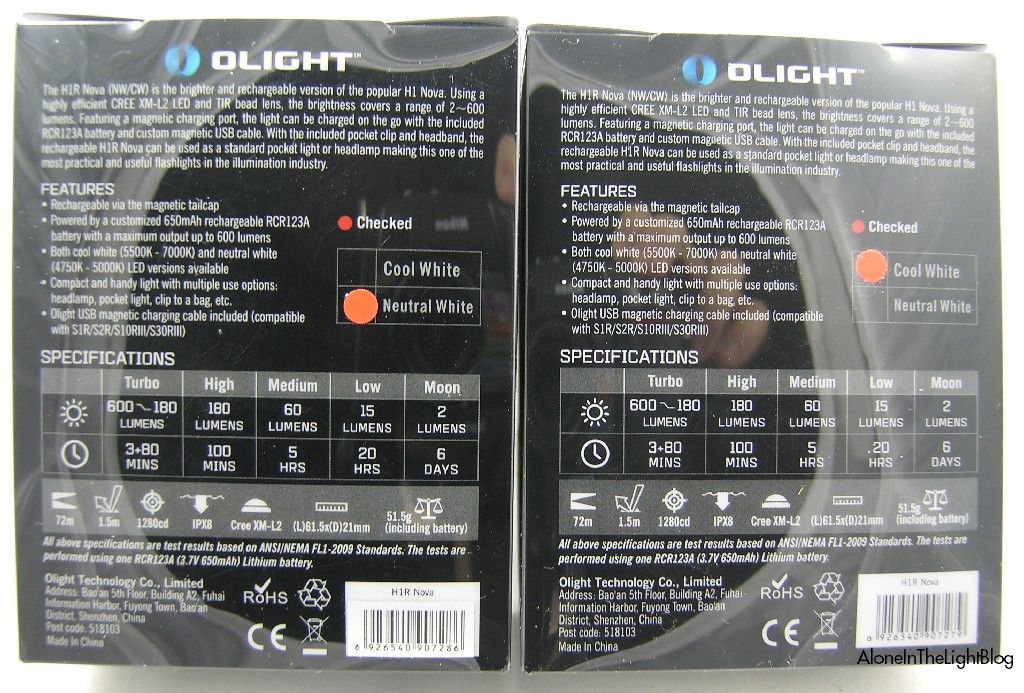 OLIGHT™
The H1R Nova (NW/CW) is the brighter and rechargeable version of the popular H1 Nova. Using a
highly efficient CREE XM-L2 LED and TIR bead lens, the brightness covers a range of 2~600
lumens. Featuring a magnetic charging port, the light can be charged on the go with the included
RCR123A battery and custom magnetic USB cable. With the included pocket clip and headband, the
rechargeable H1R Nova can be used as a standard pocket light or headlamp making this one of the
most practical and useful flashlights in the illumination industry.
FEATURES
• Rechargeable via the magnetic tailcap
• Powered by a customized 650mAh rechargeable RCR123A
battery with a maximum output up to 600 lumens
• Both cool white (5500K - 7000K) and neutral white
(4750K - 5000K) LED versions available
• Compact and handy light with multiple use options:
headlamp, pocket light, clip to a bag, etc.
• Olight USB magnetic charging cable included (compatible
with S1R/S2R/S10RIII/S30RIII)
Checked
Cool White
Neutral White
SPECIFICATIONS
Turbo High Medium Low Moon
600~180 LUMENS 180 LUMENS 60 LUMENS 15 LUMENS 2 LUMENS
3+80 MINS 100 MINS 5 HRS 20 HRS 6 DAYS
72m 1.5m 1280cd IPX8 Cree XM-L2 (L)61.5x(D)21mm 51.5g (including battery)
All above specifications are test results based on ANSI/NEMA FL1-2009 Standards. The tests are
performed using one RCR123A (3.7V 650mAh) Lithium battery.
Olight Technology Co., Limited
Address: Bao'an 5th Floor, Building A2, Fuhai
Information Harbor, Fuyong Town, Bao'an
District, Shenzhen, China
Post code: 518103
Made In China
RoHS
CE
H1R Nova
6 926540 907286
OLIGHT™
The H1R Nova (NW/CW) is the brighter and rechargeable version of the popular H1 Nova. Using a
highly efficient CREE XM-L2 LED and TIR bead lens, the brightness covers a range of 2~600
lumens. Featuring a magnetic charging port, the light can be charged on the go with the included
RCR123A battery and custom magnetic USB cable. With the included pocket clip and headband, the
rechargeable H1R Nova can be used as a standard pocket light or headlamp making this one of the
most practical and useful flashlights in the illumination industry.
FEATURES
• Rechargeable via the magnetic tailcap
• Powered by a customized 650mAh rechargeable RCR123A
battery with a maximum output up to 600 lumens
• Both cool white (5500K - 7000K) and neutral white
(4750K - 5000K) LED versions available
• Compact and handy light with multiple use options:
headlamp, pocket light, clip to a bag, etc.
• Olight USB magnetic charging cable included (compatible
with S1R/S2R/S10RIII/S30RIII)
Checked
Cool White
Neutral White
SPECIFICATIONS
Turbo High Medium Low Moon
600~180 LUMENS 180 LUMENS 60 LUMENS 15 LUMENS 2 LUMENS
3+80 MINS 100 MINS 5 HRS 20 HRS 6 DAYS
72m 1.5m 1280cd IPX8 Cree XM-L2 (L)61.5x(D)21mm 51.5g (including battery)
All above specifications are test results based on ANSI/NEMA FL1-2009 Standards. The tests are
performed using one RCR123A (3.7V 650mAh) Lithium battery.
Olight Technology Co., Limited
Address: Bao'an 5th Floor, Building A2, Fuhai
Information Harbor, Fuyong Town, Bao'an
District, Shenzhen, China
Post code: 518103
Made In China
RoHS
CE
H1R Nova
6 926540 907279
AloneInTheLightBlog